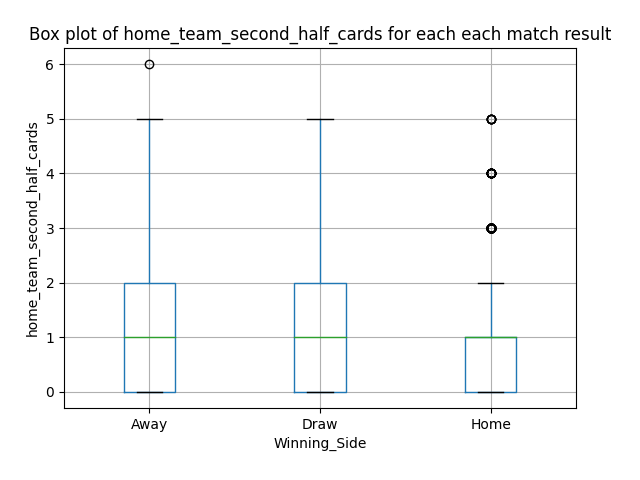 Box plot of home_team_second_half_cards for each each match result
home_team_second_half_cards
6
5
4
3
2
1
0
Away Draw Home
Winning_Side